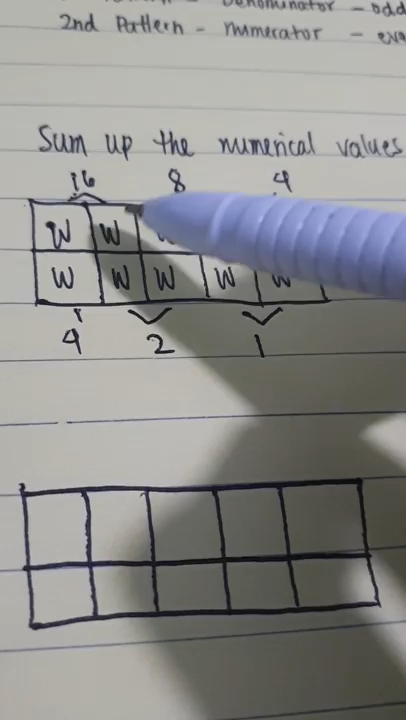 Denominator - odd
2nd Pattern - numerator - eve
Sum up the numerical values
16 8 4
W W
W W W W W
4 2 1